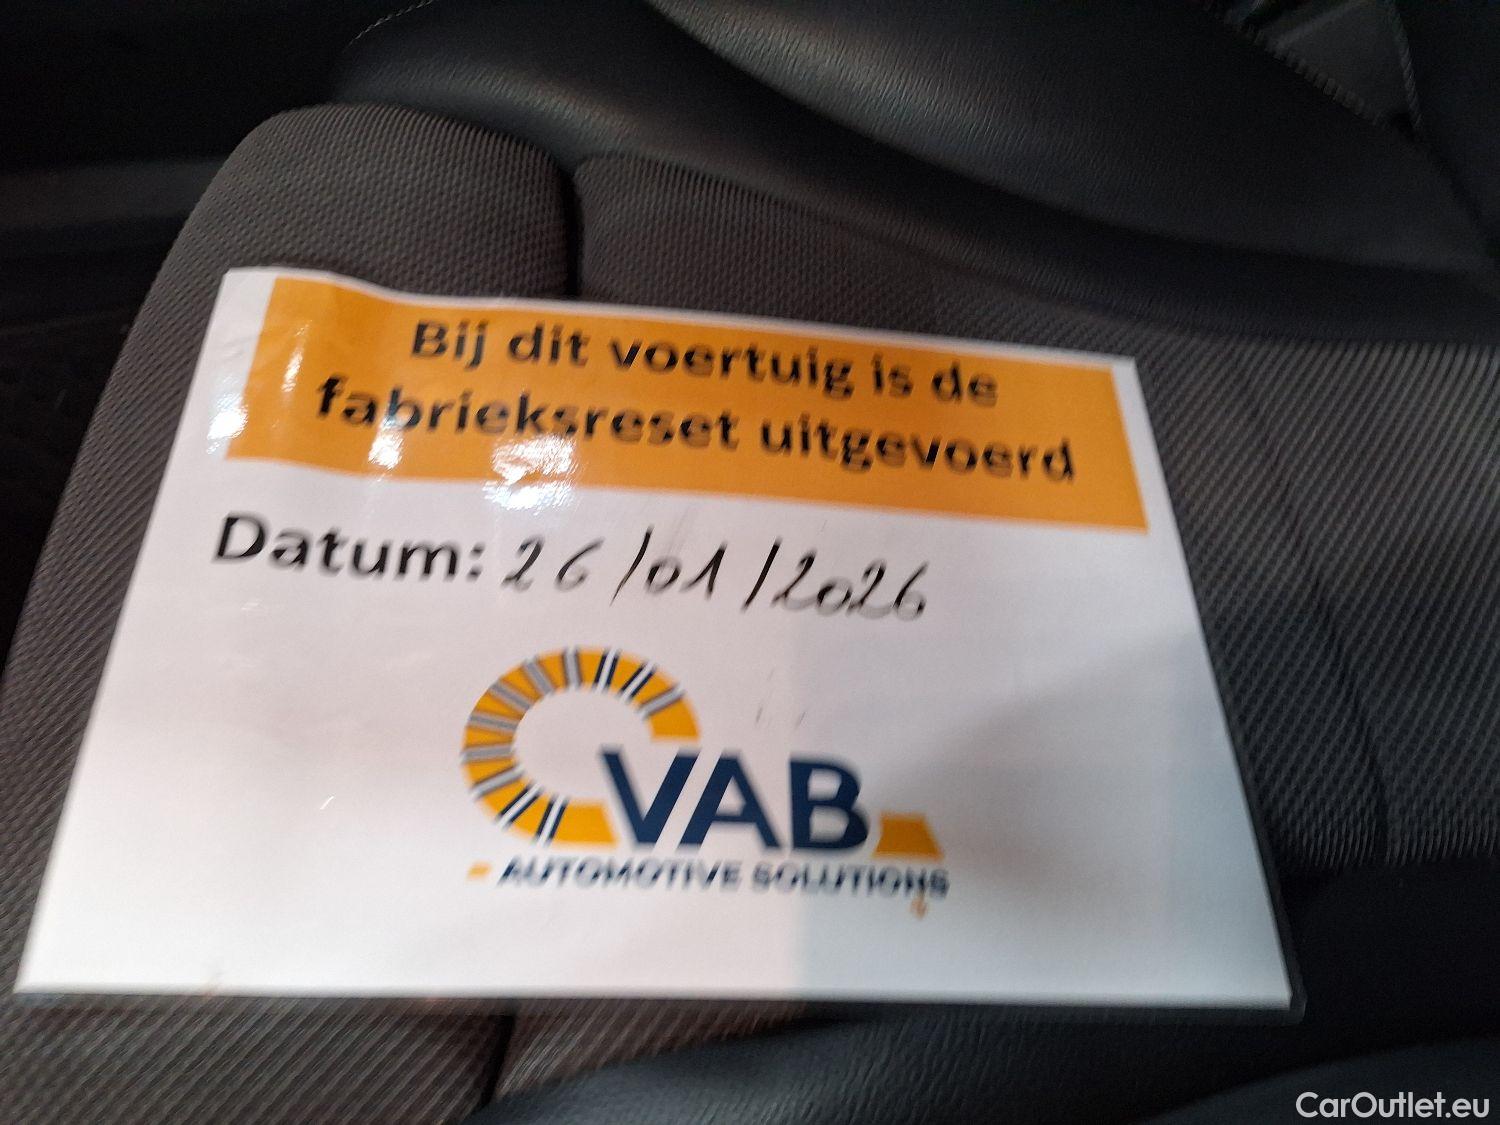 Bij dit voertuig is de
fabrieksreset uitgevoerd
Datum: 26/01/2026
VAB
AUTOMOTIVE SOLUTIONS
CarOutlet.eu